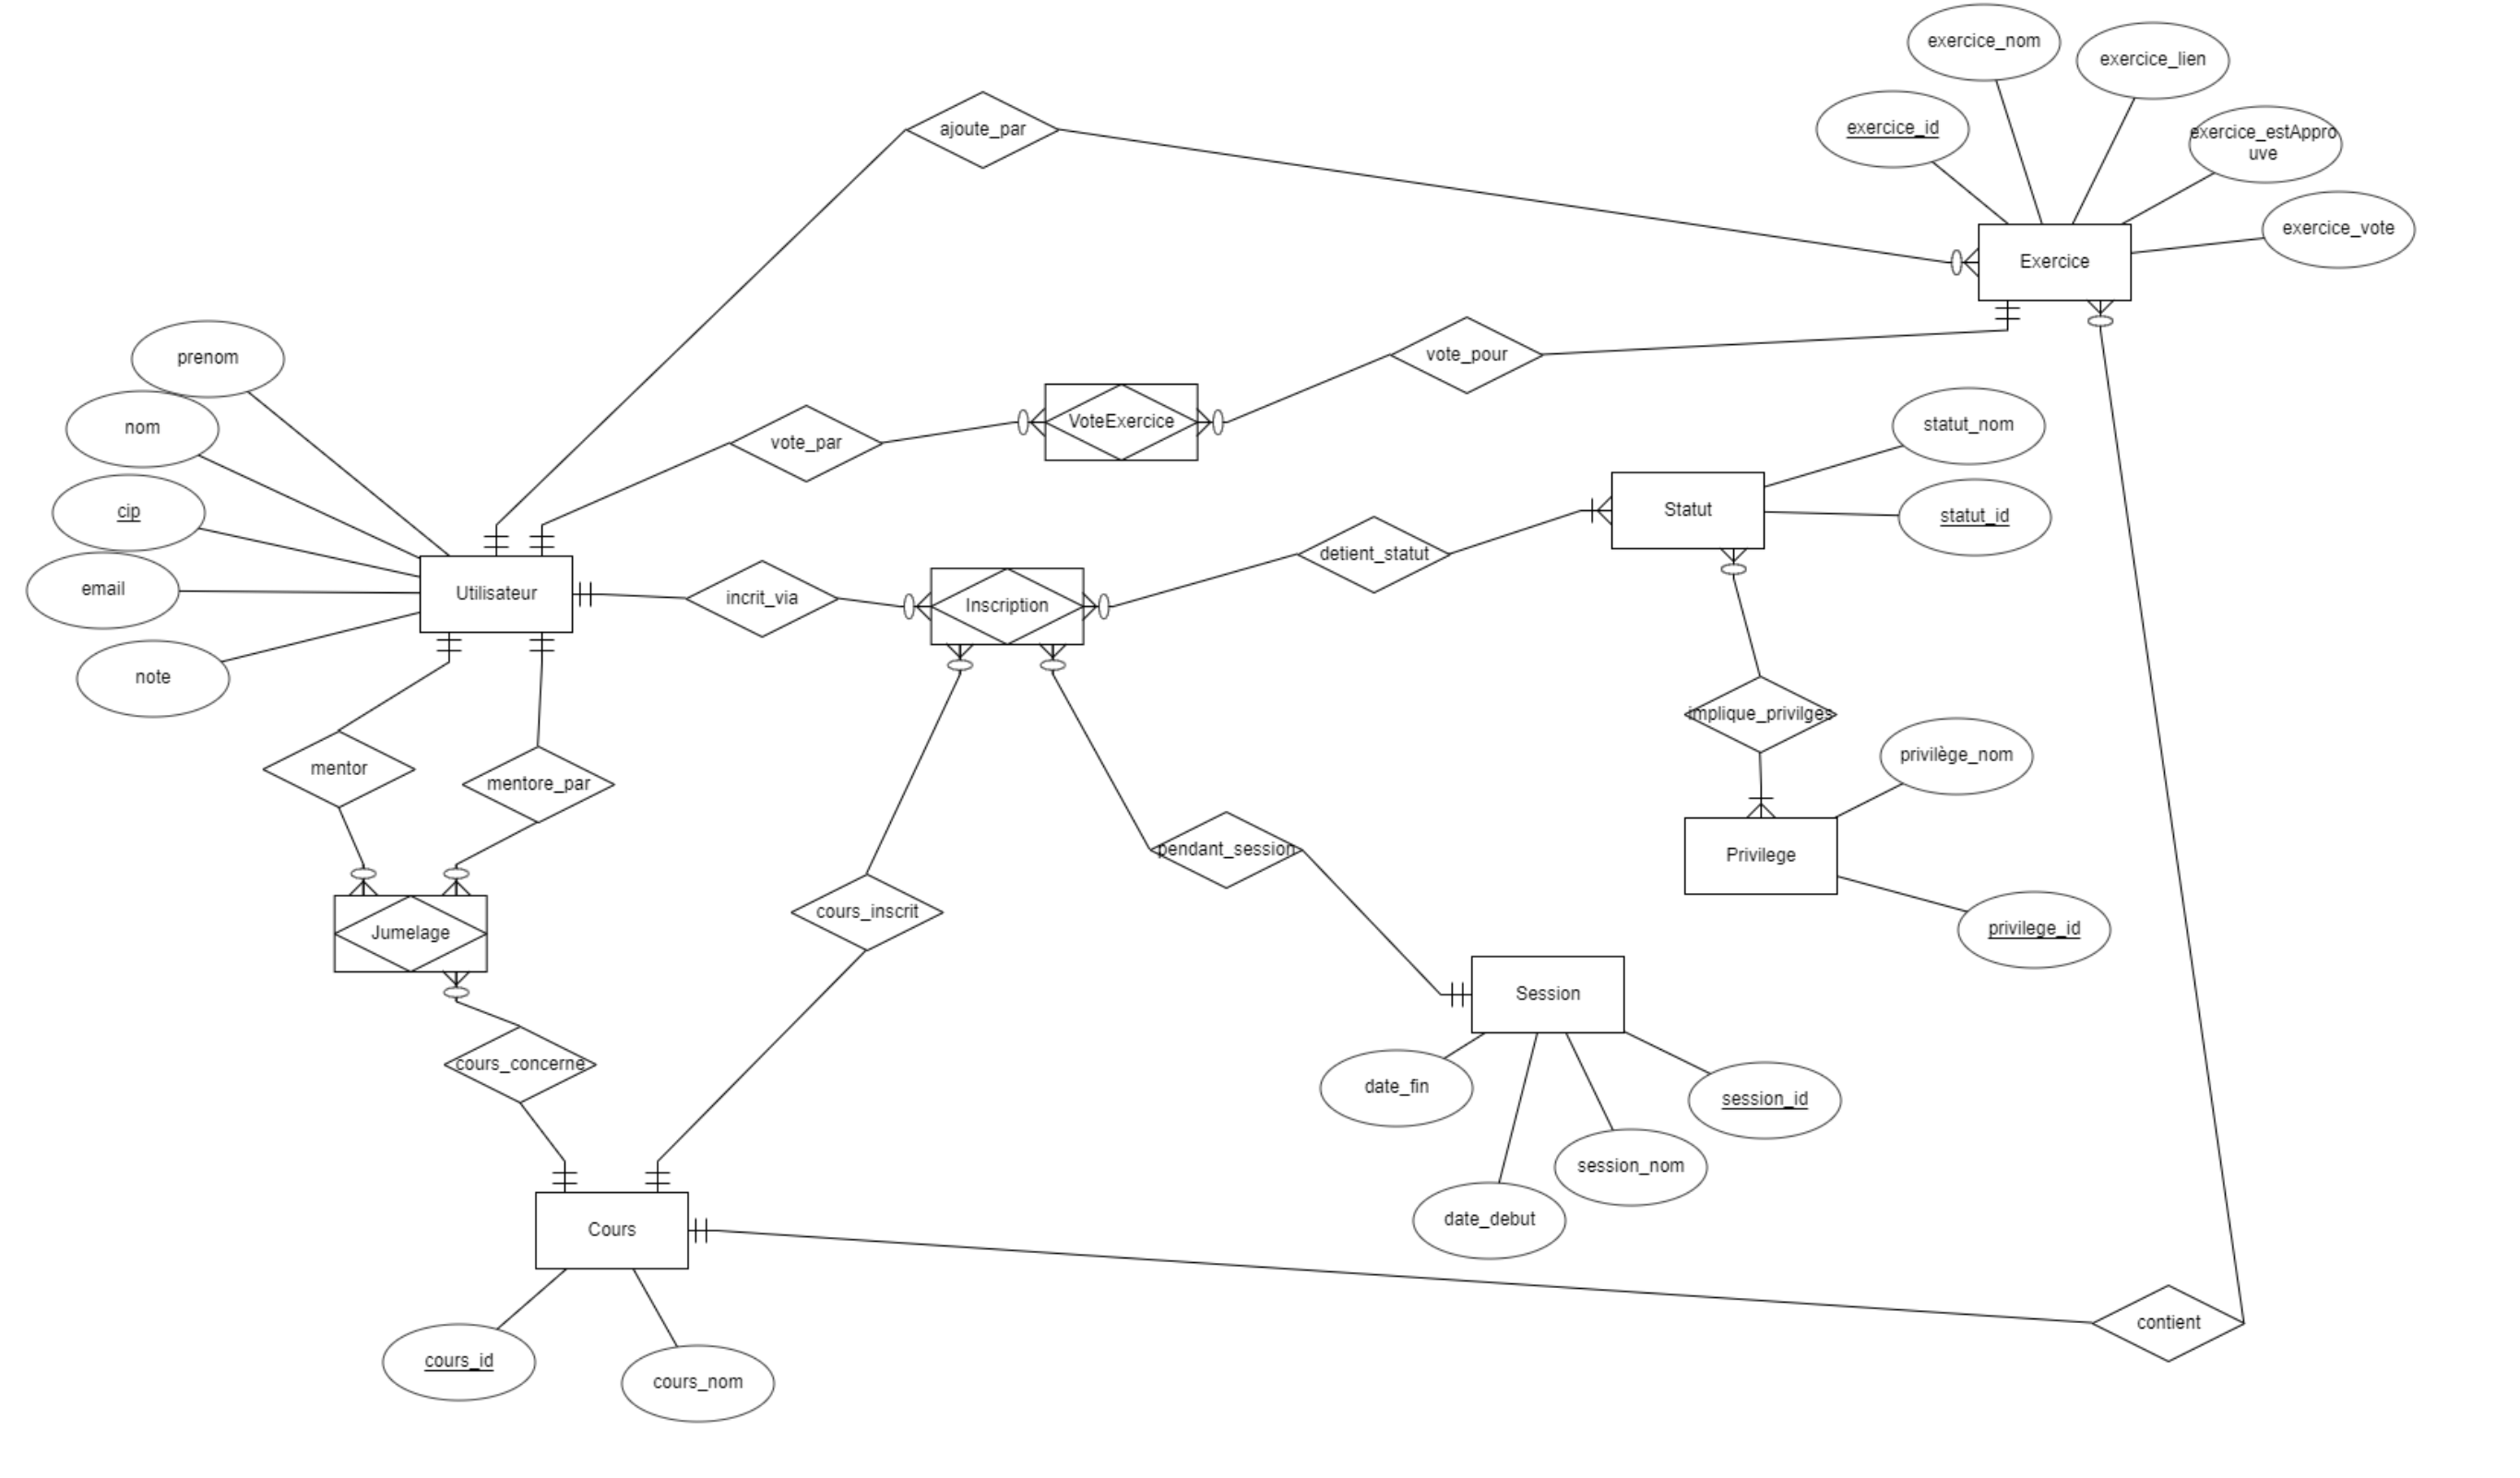 exercice_nom
exercice_lien
ajoute_par
exercice_id
exercice_estAppro
uve
exercice_vote
Exercice
prenom
vote_pour
nom
VoteExercice
vote_par
statut_nom
cip
Statut
statut_id
detient_statut
email
Utilisateur
incrit_via
Inscription
note
implique_privilges
mentor
mentore_par
privilège_nom
pendant_session
Privilege
cours_inscrit
Jumelage
privilege_id
Session
cours_concerne
date_fin
session_id
session_nom
date_debut
Cours
contient
cours_id
cours_nom